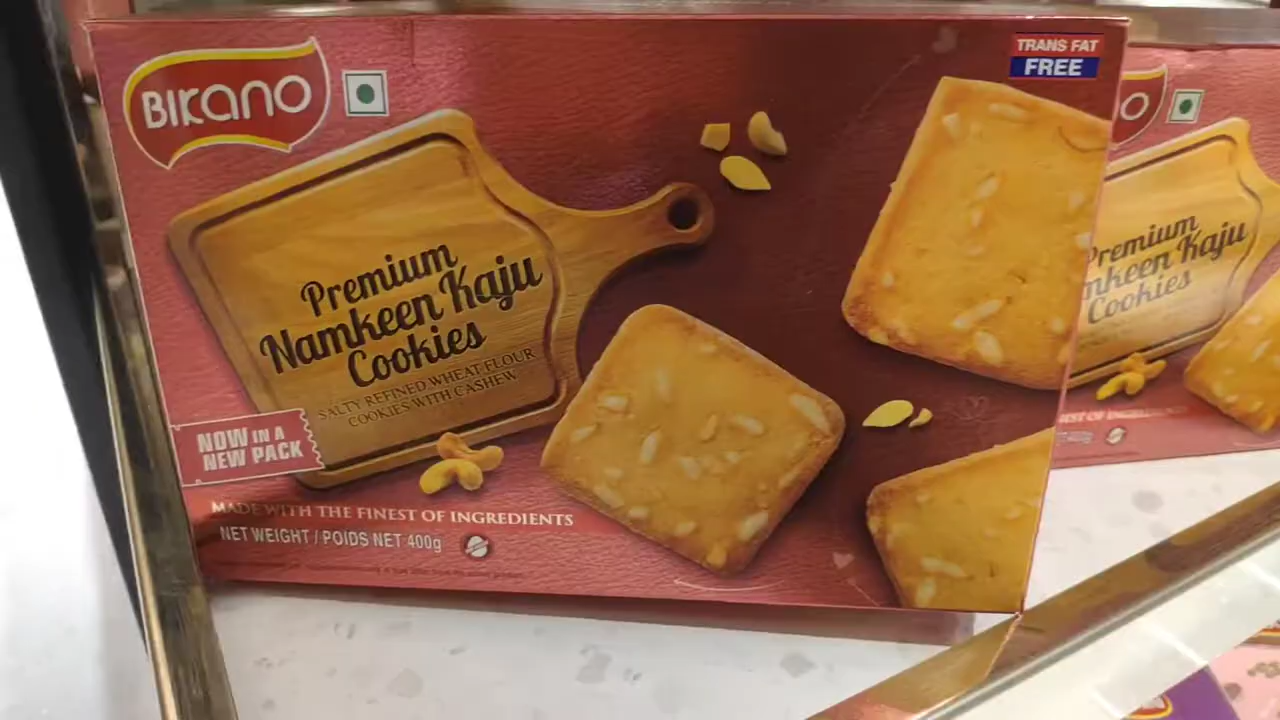 BIKANO
TRANS FAT
FREE
Premium
Namkeen Kaju
Cookies
SALTY REFINED WHEAT FLOUR
COOKIES WITH CASHEW
NOW IN A
NEW PACK
MADE WITH THE FINEST OF INGREDIENTS
NET WEIGHT / POIDS NET 400g
O
Premium
mkeen Kaju
Cookies